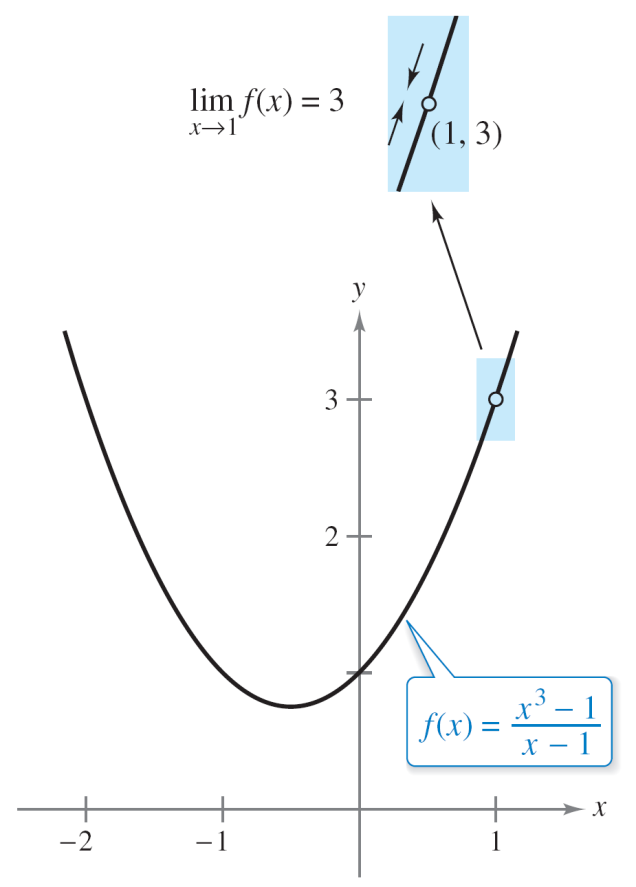 lim f(x) = 3
x→1
(1, 3)
y
3
2
f(x) = (x³ − 1)/(x − 1)
x
−2
−1
1